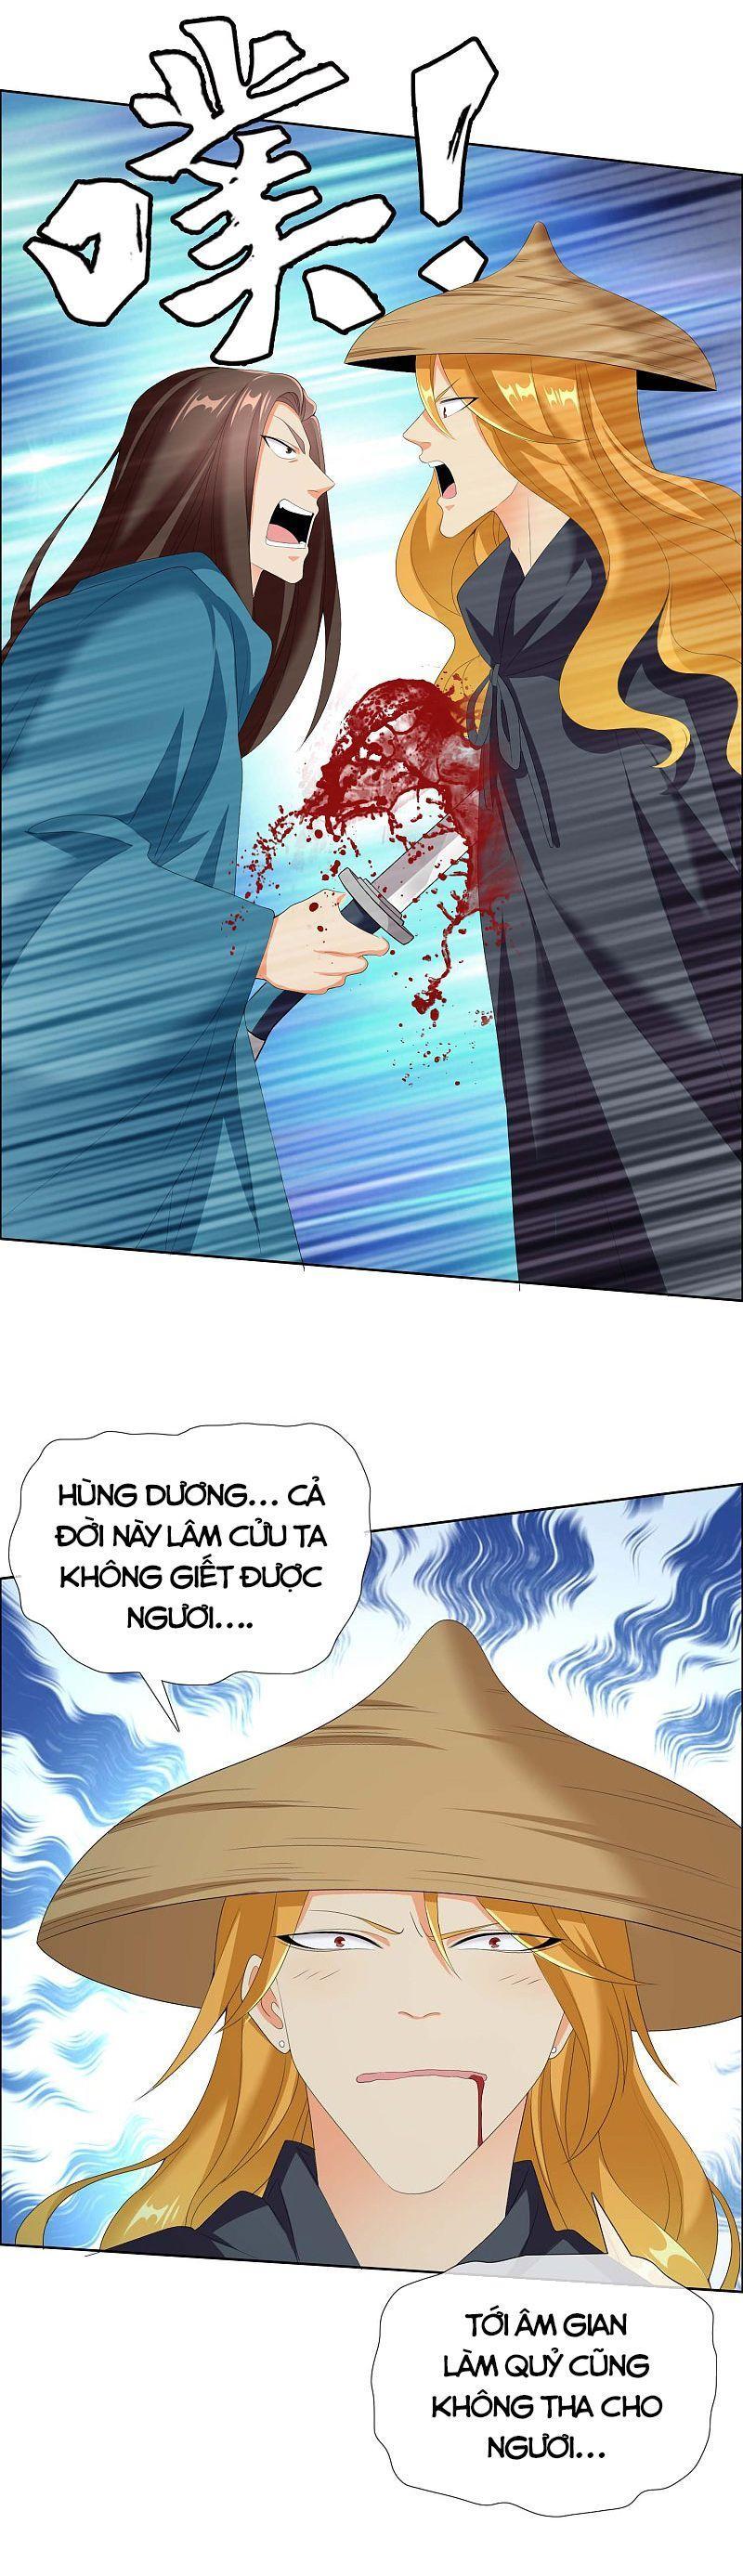 噗!
HÙNG DƯƠNG... CẢ
ĐỜI NÀY LÂM CỬU TA
KHÔNG GIẾT ĐƯỢC
NGƯƠI....
TỚI ÂM GIAN
LÀM QUỶ CŨNG
KHÔNG THA CHO
NGƯƠI...